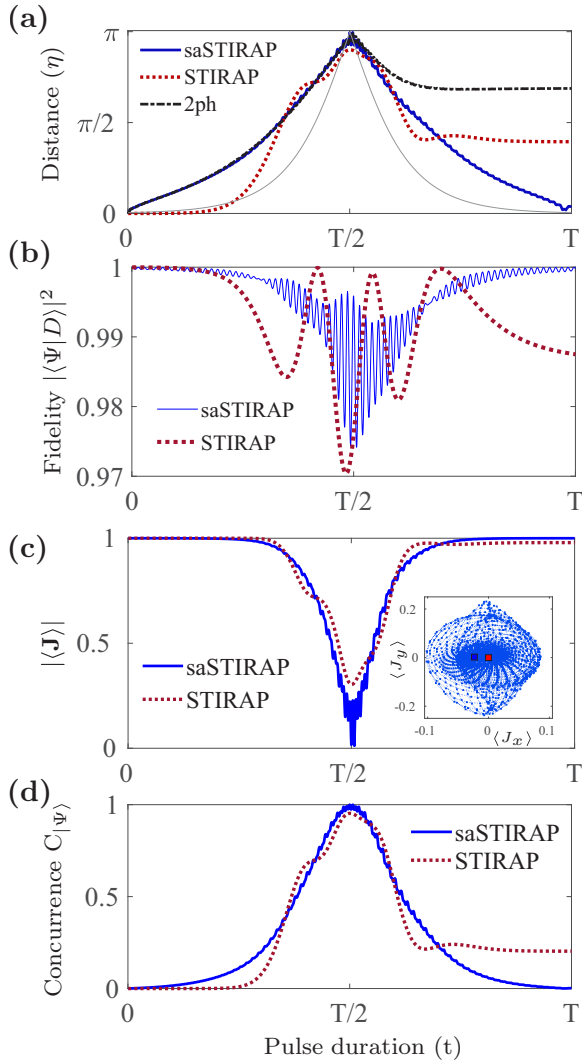 (a)
Distance (η)
π
π/2
0
saSTIRAP
STIRAP
2ph
0
T/2
T
(b)
Fidelity |⟨Ψ|D⟩|²
1
0.99
0.98
0.97
saSTIRAP
STIRAP
0
T/2
T
(c)
|⟨J⟩|
1
0.5
0
saSTIRAP
STIRAP
⟨J_y⟩
0.2
0
-0.2
-0.1
0
0.1
⟨J_x⟩
0
T/2
T
(d)
Concurrence C|Ψ⟩
1
0.5
0
saSTIRAP
STIRAP
0
T/2
T
Pulse duration (t)